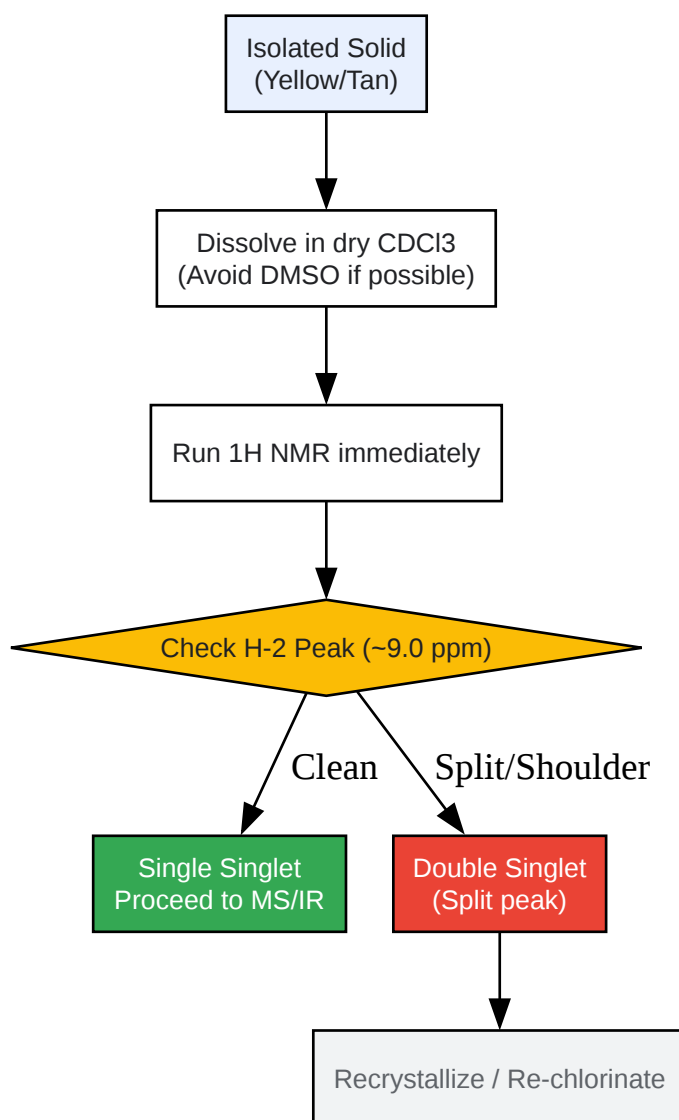 Isolated Solid
(Yellow/Tan)
Dissolve in dry CDCl3
(Avoid DMSO if possible)
Run 1H NMR immediately
Check H-2 Peak (~9.0 ppm)
Clean
Split/Shoulder
Single Singlet
Proceed to MS/IR
Double Singlet
(Split peak)
Recrystallize / Re-chlorinate